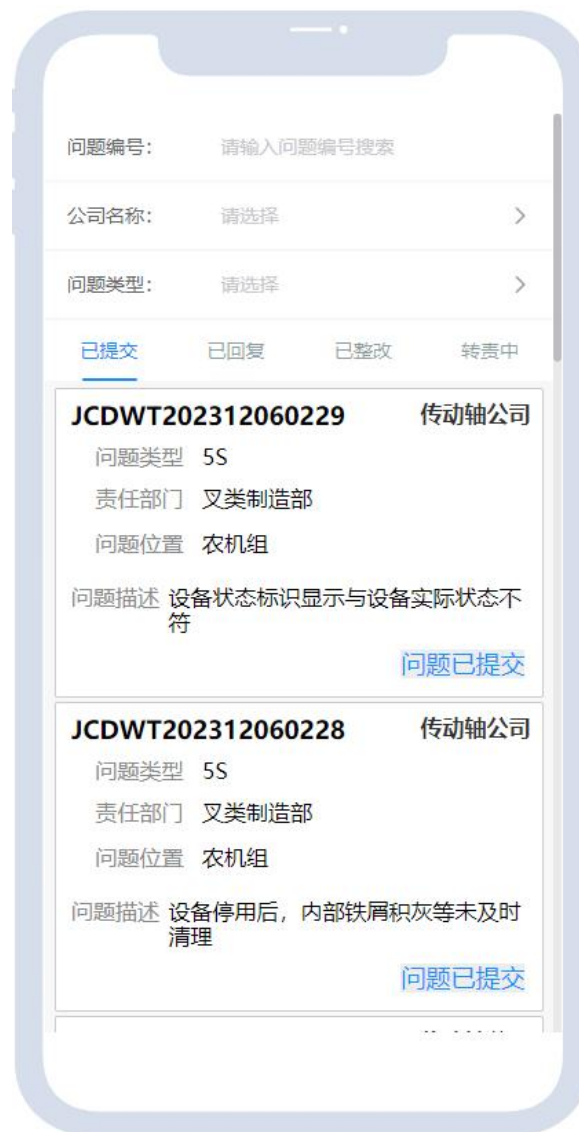 问题编号： 请输入问题编号搜索
公司名称： 请选择
问题类型： 请选择
已提交 已回复 已整改 转责中
JCDWT202312060229 传动轴公司
问题类型 5S
责任部门 叉类制造部
问题位置 农机组
问题描述 设备状态标识显示与设备实际状态不
符
问题已提交
JCDWT202312060228 传动轴公司
问题类型 5S
责任部门 叉类制造部
问题位置 农机组
问题描述 设备停用后，内部铁屑积灰等未及时
清理
问题已提交